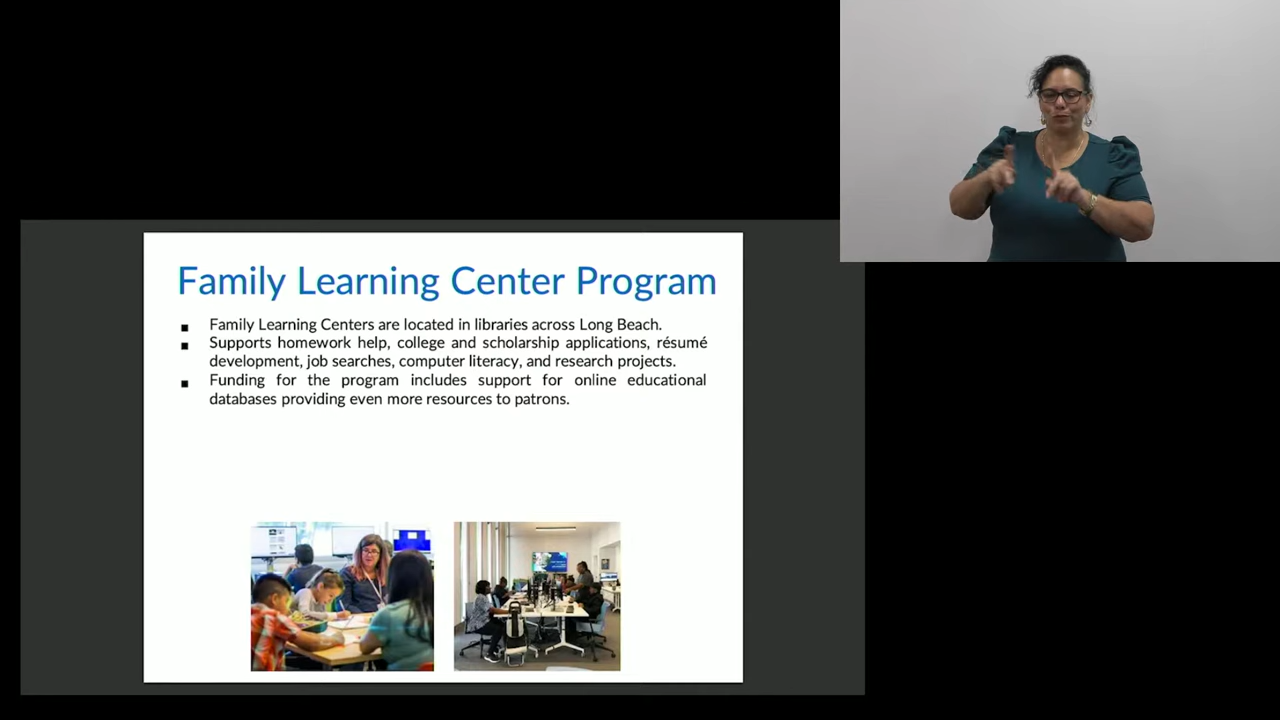 Family Learning Center Program
▪ Family Learning Centers are located in libraries across Long Beach.
▪ Supports homework help, college and scholarship applications, résumé
development, job searches, computer literacy, and research projects.
▪ Funding for the program includes support for online educational
databases providing even more resources to patrons.